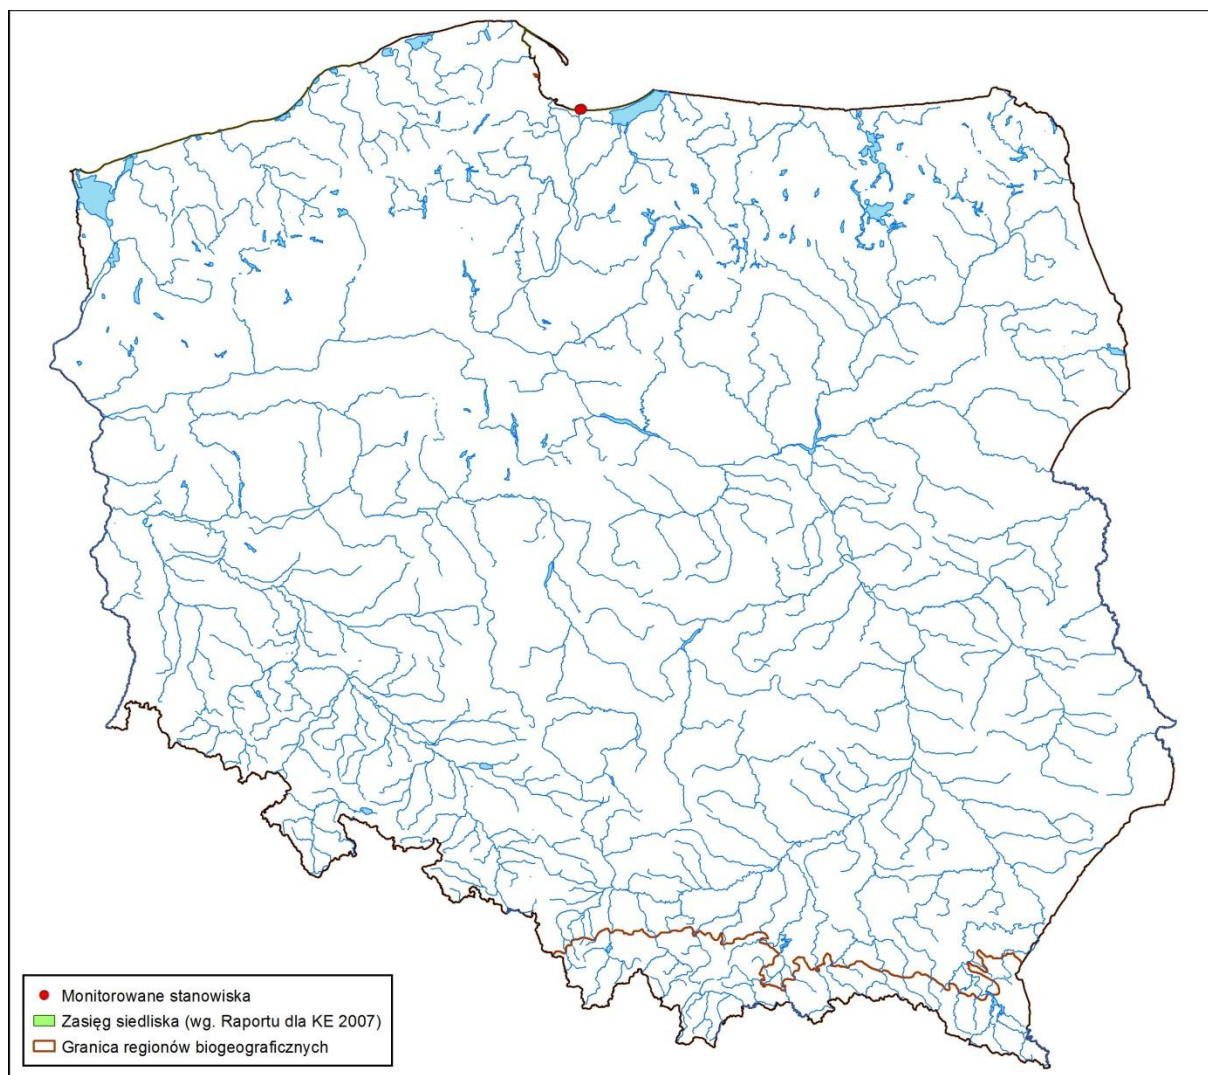 Monitorowane stanowiska
Zasięg siedliska (wg. Raportu dla KE 2007)
Granica regionów biogeograficznych